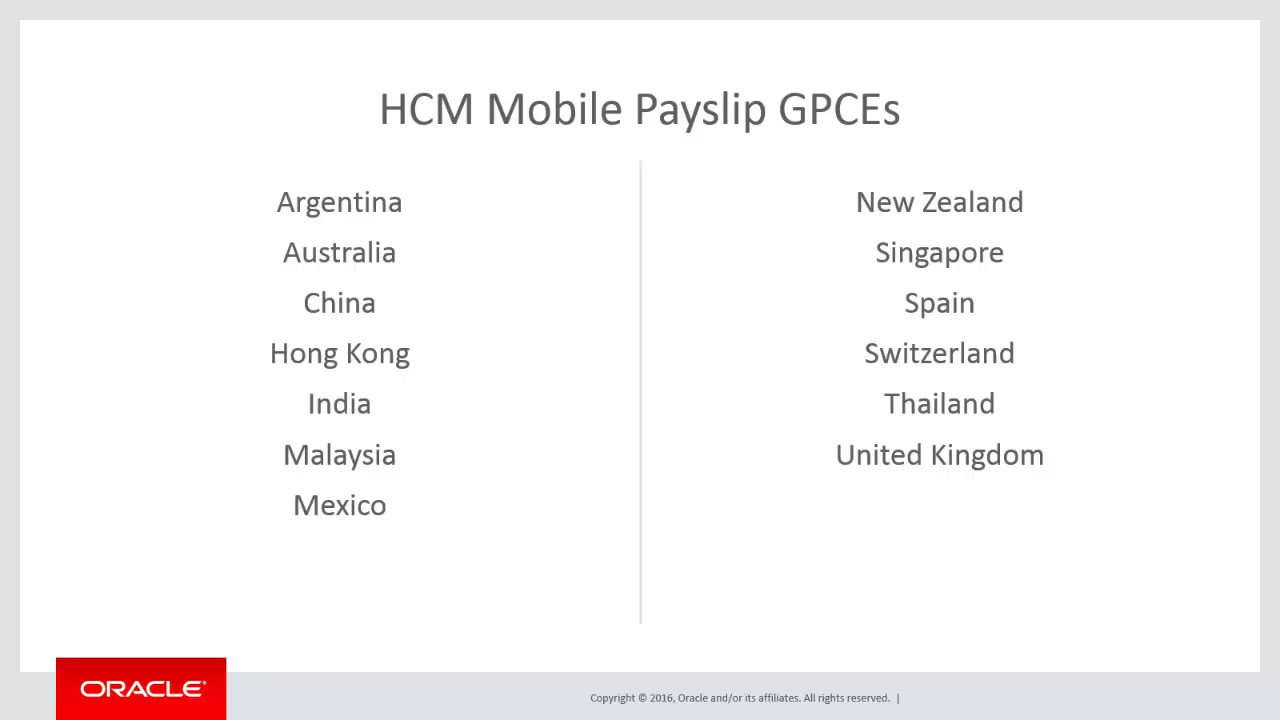 HCM Mobile Payslip GPCEs
Argentina
Australia
China
Hong Kong
India
Malaysia
Mexico
New Zealand
Singapore
Spain
Switzerland
Thailand
United Kingdom
ORACLE®
Copyright © 2016, Oracle and/or its affiliates. All rights reserved. |